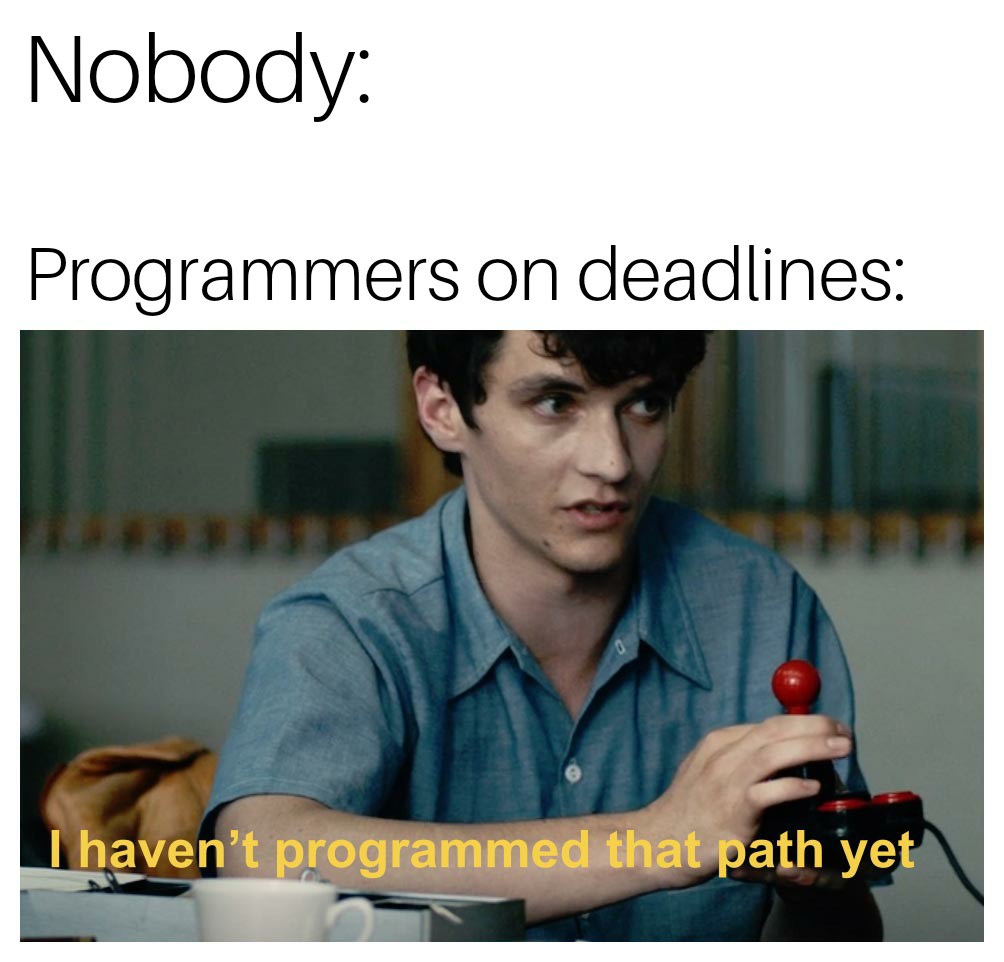 Nobody:
Programmers on deadlines:
I haven’t programmed that path yet